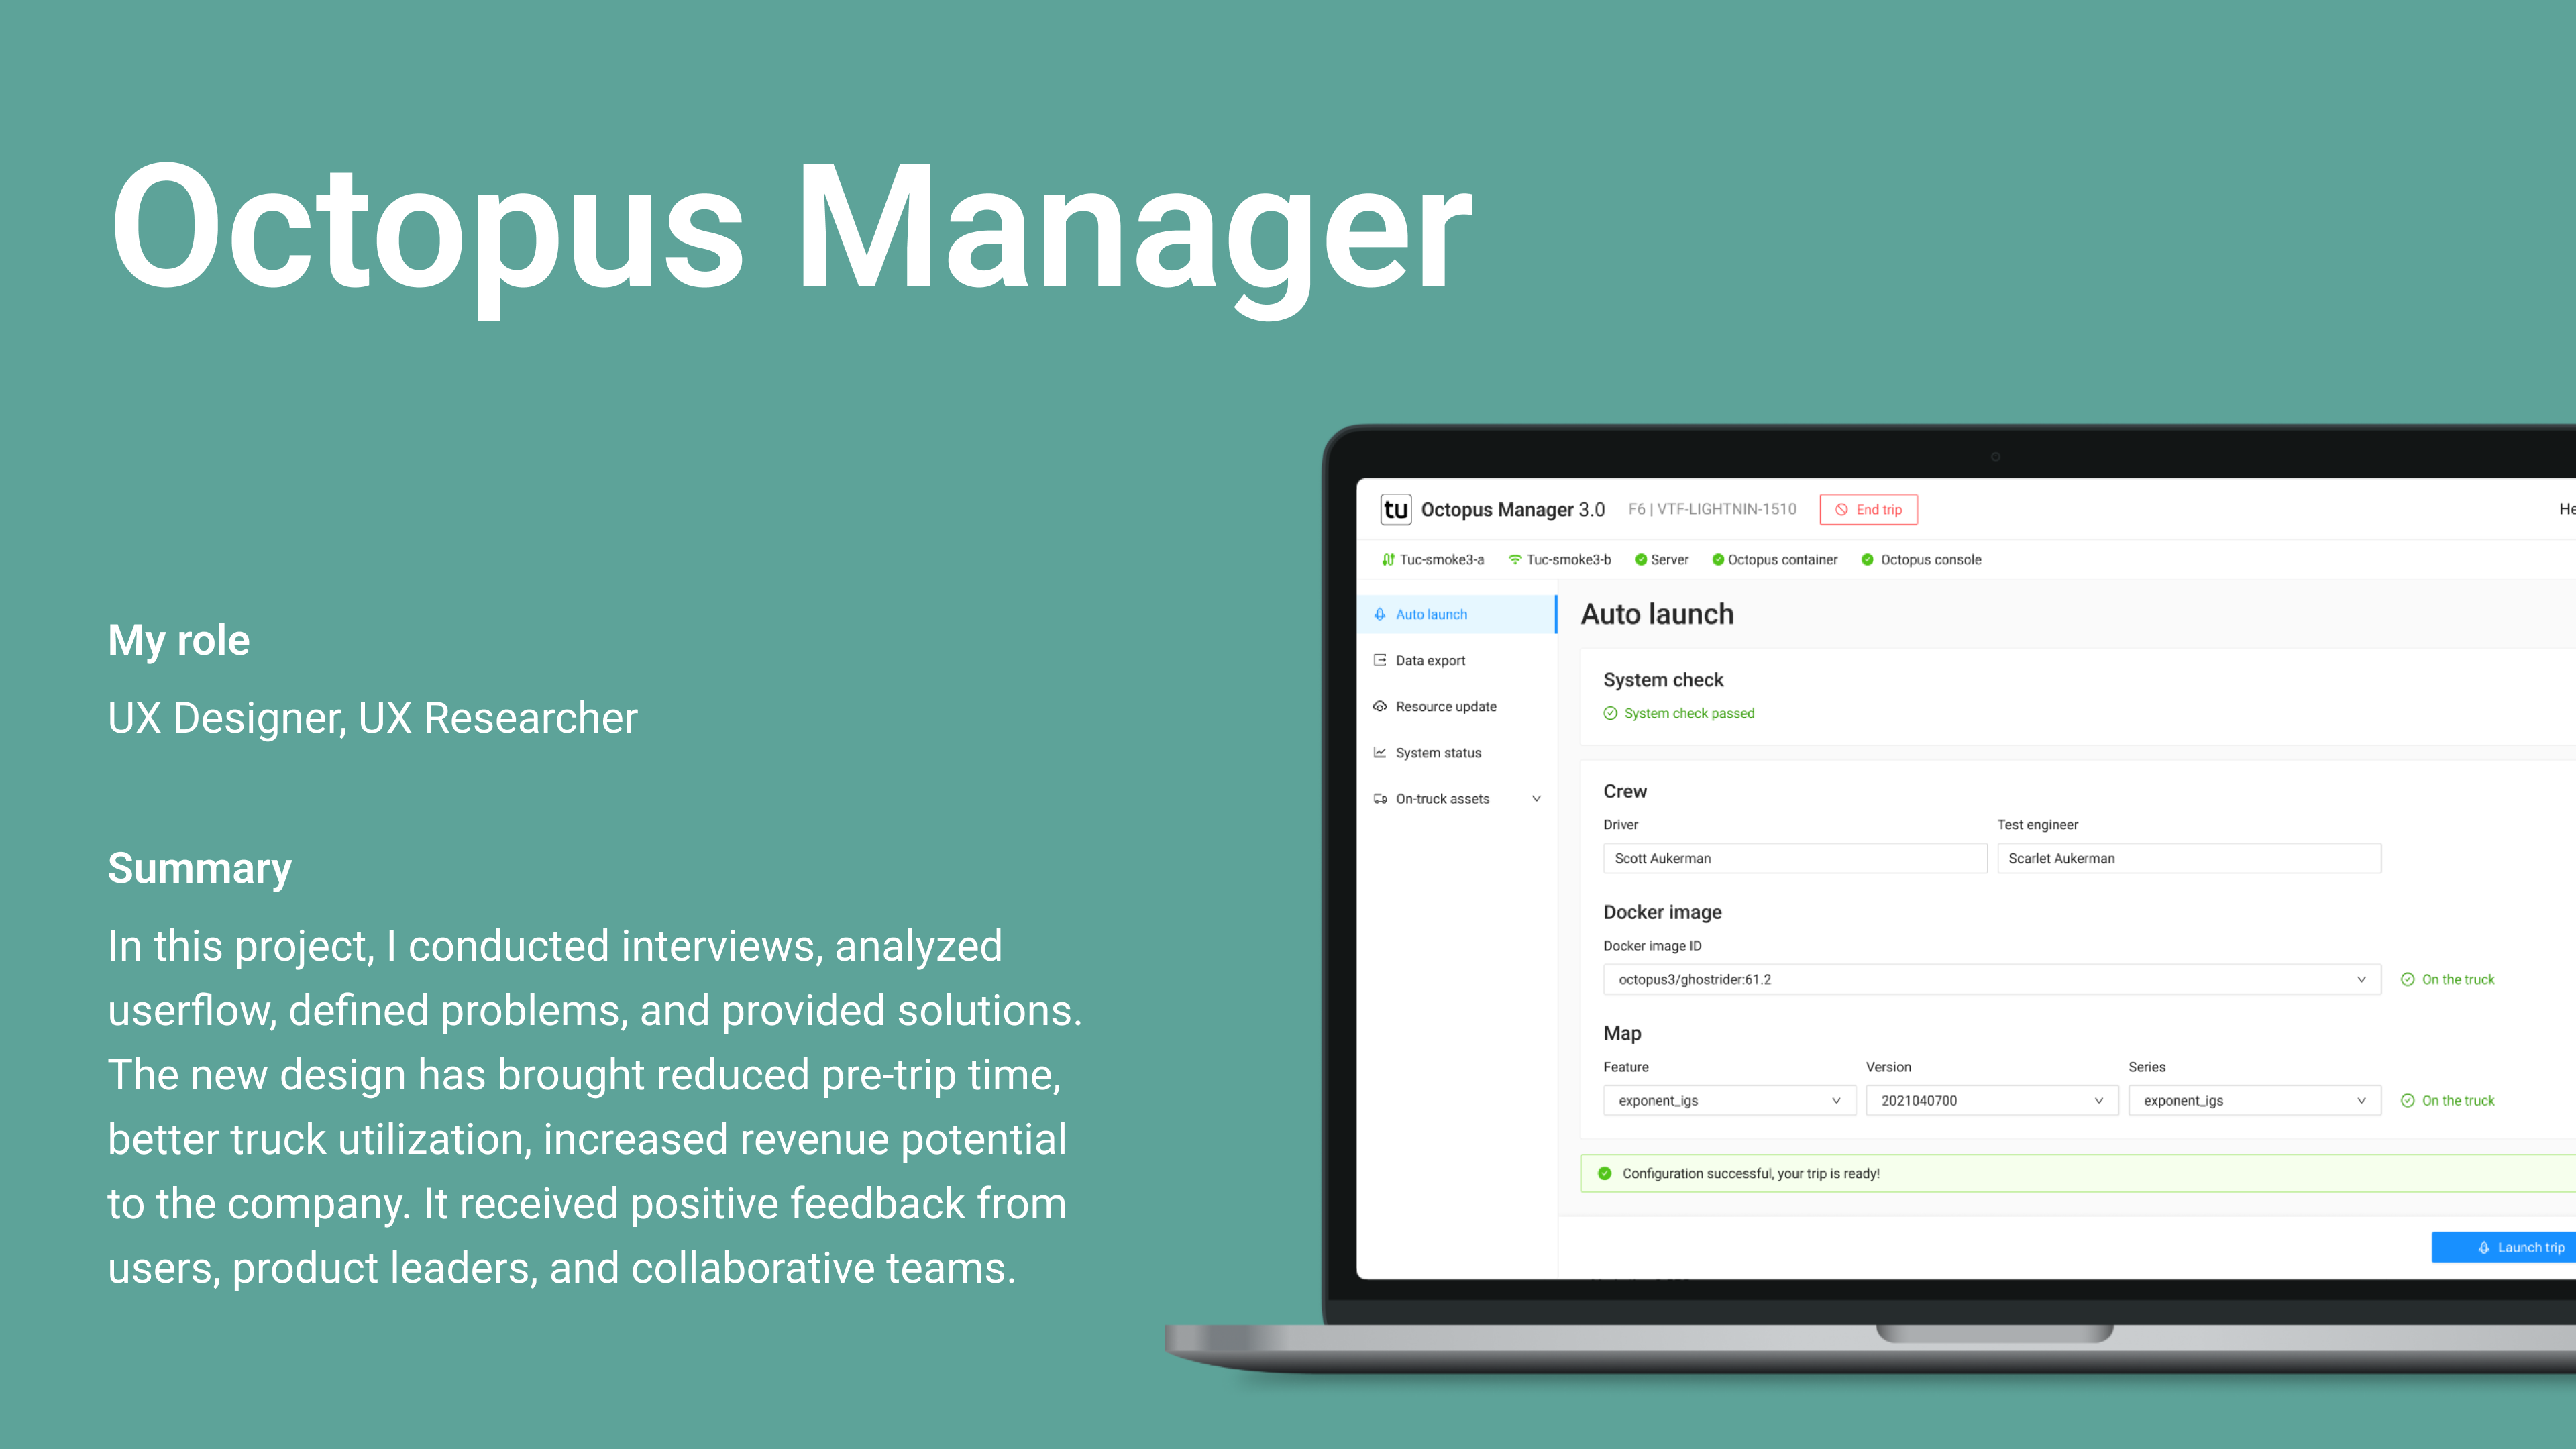 Octopus Manager
My role
UX Designer, UX Researcher
Summary
In this project, I conducted interviews, analyzed
userflow, defined problems, and provided solutions.
The new design has brought reduced pre-trip time,
better truck utilization, increased revenue potential
to the company. It received positive feedback from
users, product leaders, and collaborative teams.
tu Octopus Manager 3.0 F6 | VTF-LIGHTNIN-1510 End trip
Tuc-smoke3-a Tuc-smoke3-b Server Octopus container Octopus console
Auto launch
Data export
Resource update
System status
On-truck assets
Auto launch
System check
System check passed
Crew
Driver Test engineer
Scott Aukerman Scarlet Aukerman
Docker image
Docker image ID
octopus3/ghostrider:61.2 On the truck
Map
Feature Version Series
exponent_igs 2021040700 exponent_igs On the truck
Configuration successful, your trip is ready!
Launch trip